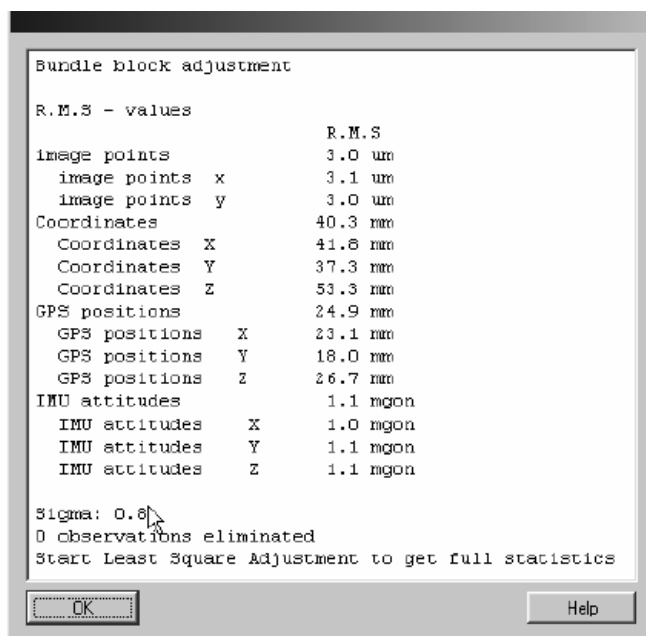 Bundle block adjustment
R.M.S - values
R.M.S
image points 3.0 um
image points x 3.1 um
image points y 3.0 um
Coordinates 40.3 mm
Coordinates X 41.8 mm
Coordinates Y 37.3 mm
Coordinates Z 53.3 mm
GPS positions 24.9 mm
GPS positions X 23.1 mm
GPS positions Y 18.0 mm
GPS positions Z 26.7 mm
IMU attitudes 1.1 mgon
IMU attitudes X 1.0 mgon
IMU attitudes Y 1.1 mgon
IMU attitudes Z 1.1 mgon
Sigma: 0.8
0 observations eliminated
Start Least Square Adjustment to get full statistics
OK Help